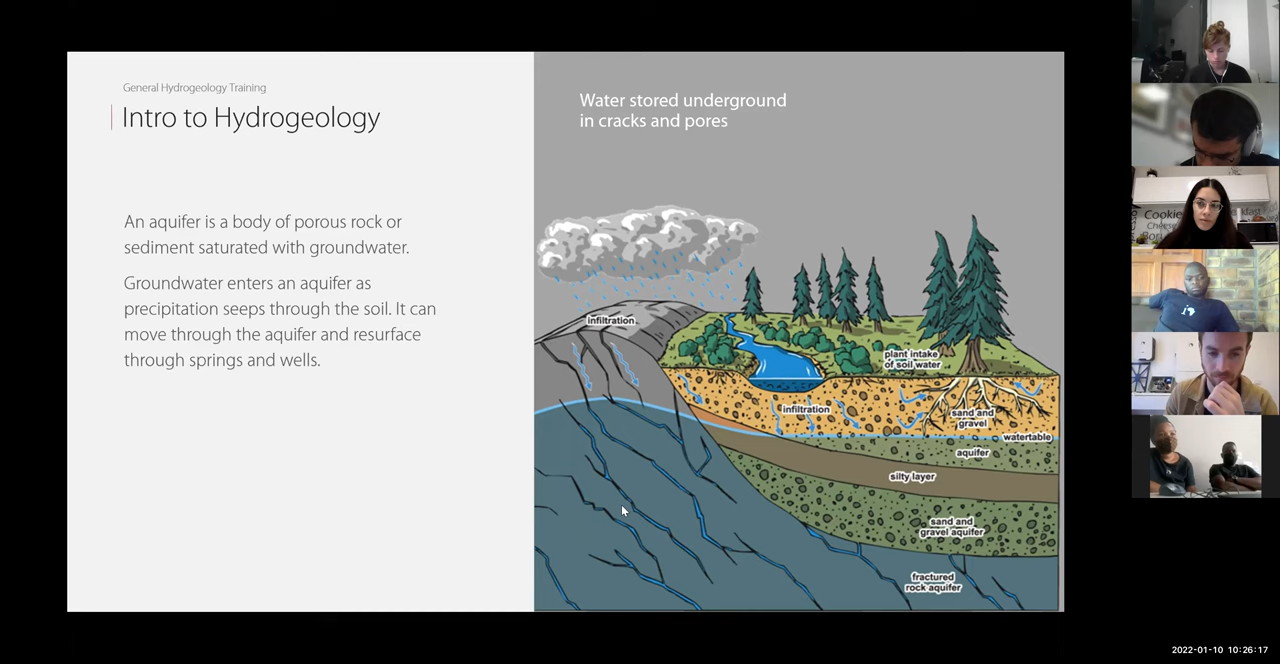 General Hydrogeology Training
Intro to Hydrogeology
An aquifer is a body of porous rock or
sediment saturated with groundwater.
Groundwater enters an aquifer as
precipitation seeps through the soil. It can
move through the aquifer and resurface
through springs and wells.
Water stored underground
in cracks and pores
infiltration
plant intake
of soil water
infiltration
sand and
gravel
watertable
aquifer
silty layer
sand and
gravel aquifer
fractured
rock aquifer
Cookie
Cheese
2022-01-10 10:26:17